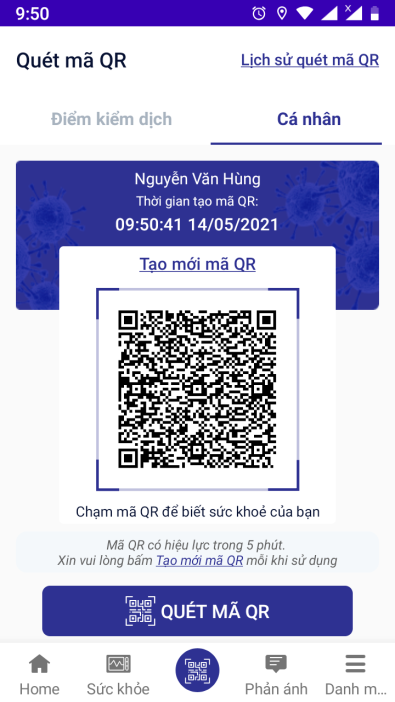 9:50
Quét mã QR
Lịch sử quét mã QR
Điểm kiểm dịch
Cá nhân
Nguyễn Văn Hùng
Thời gian tạo mã QR:
09:50:41 14/05/2021
Tạo mới mã QR
Chạm mã QR để biết sức khoẻ của bạn
Mã QR có hiệu lực trong 5 phút.
Xin vui lòng bấm Tạo mới mã QR mỗi khi sử dụng
QUÉT MÃ QR
Home
Sức khỏe
Phản ánh
Danh m...